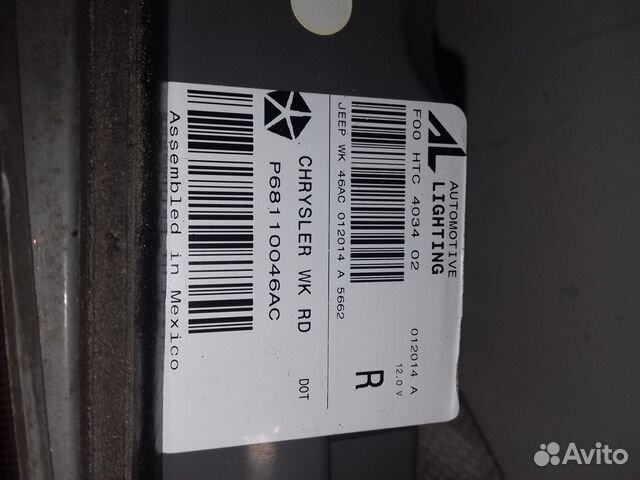 AL AUTOMOTIVE LIGHTING
F00 HTC 4034 02
012014 A
12.0 V
JEEP WK 46AC 012014 A 5662
R
CHRYSLER WK RD
DOT
P68110046AC
Assembled in Mexico
Avito